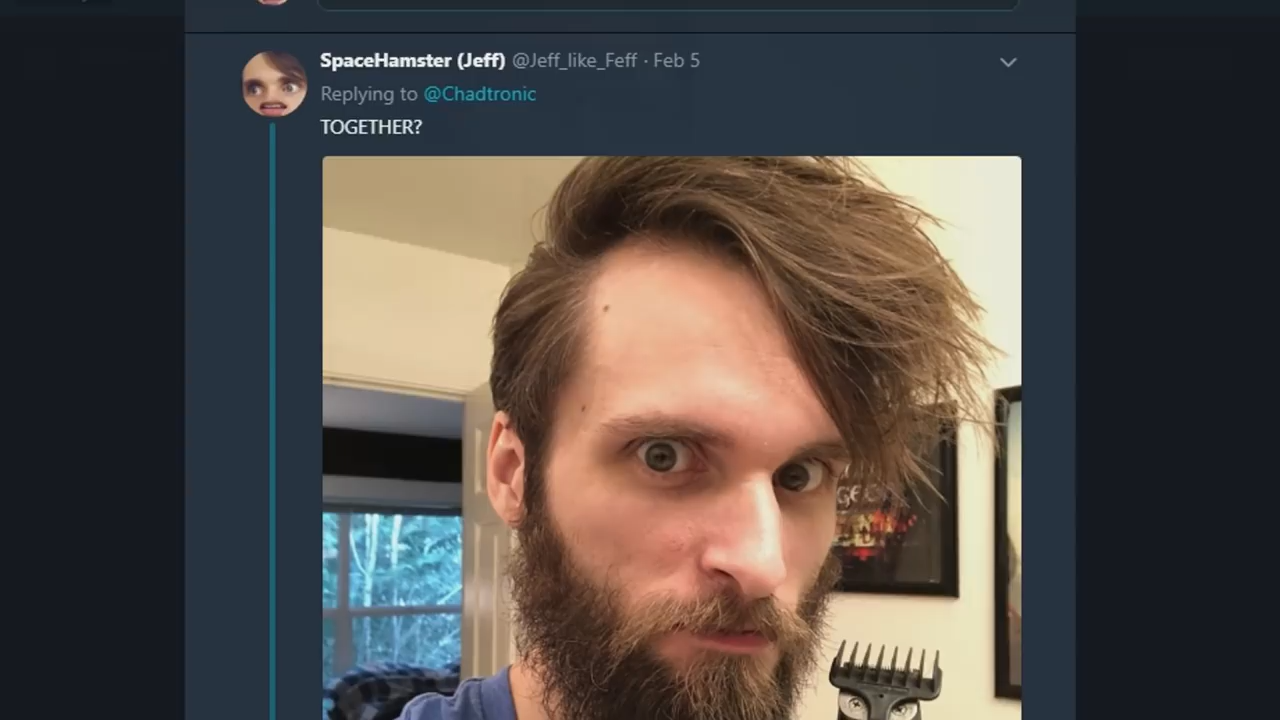 SpaceHamster (Jeff) @Jeff_like_Feff · Feb 5
Replying to @Chadtronic
TOGETHER?